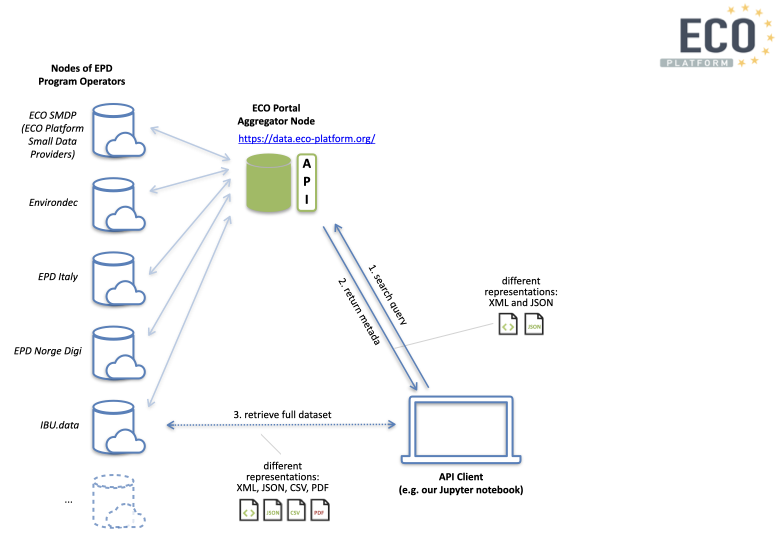 ECO
PLATFORM
Nodes of EPD
Program Operators
ECO SMDP
(ECO Platform
Small Data
Providers)
Environdec
EPD Italy
EPD Norge Digi
IBU.data
...
ECO Portal
Aggregator Node
https://data.eco-platform.org/
A
P
I
1. search query
2. return metada
different
representations:
XML and JSON
<>
JSON
3. retrieve full dataset
different
representations:
XML, JSON, CSV, PDF
<>
JSON
CSV
PDF
API Client
(e.g. our Jupyter notebook)